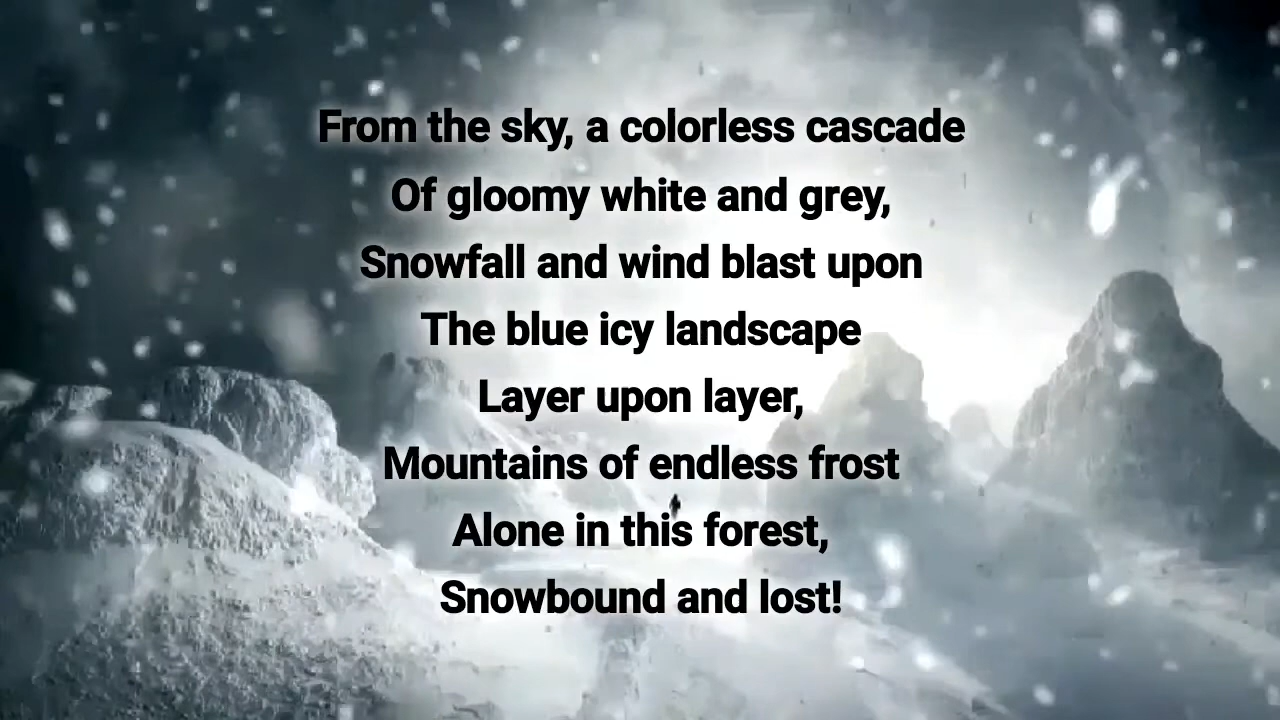 From the sky, a colorless cascade
Of gloomy white and grey,
Snowfall and wind blast upon
The blue icy landscape
Layer upon layer,
Mountains of endless frost
Alone in this forest,
Snowbound and lost!